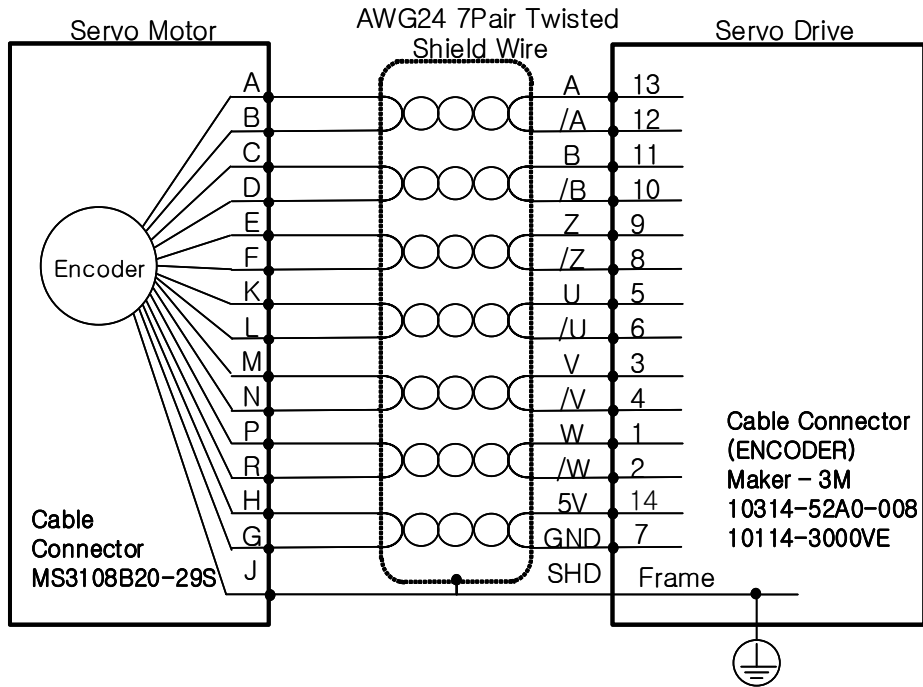 AWG24 7Pair Twisted
Shield Wire
Servo Motor
Servo Drive
A A 13
B /A 12
C B 11
D /B 10
E Z 9
F /Z 8
K U 5
L /U 6
M V 3
N /V 4
P W 1
R /W 2
H 5V 14
G GND 7
J SHD Frame
Encoder
Cable
Connector
MS3108B20-29S
Cable Connector
(ENCODER)
Maker - 3M
10314-52A0-008
10114-3000VE